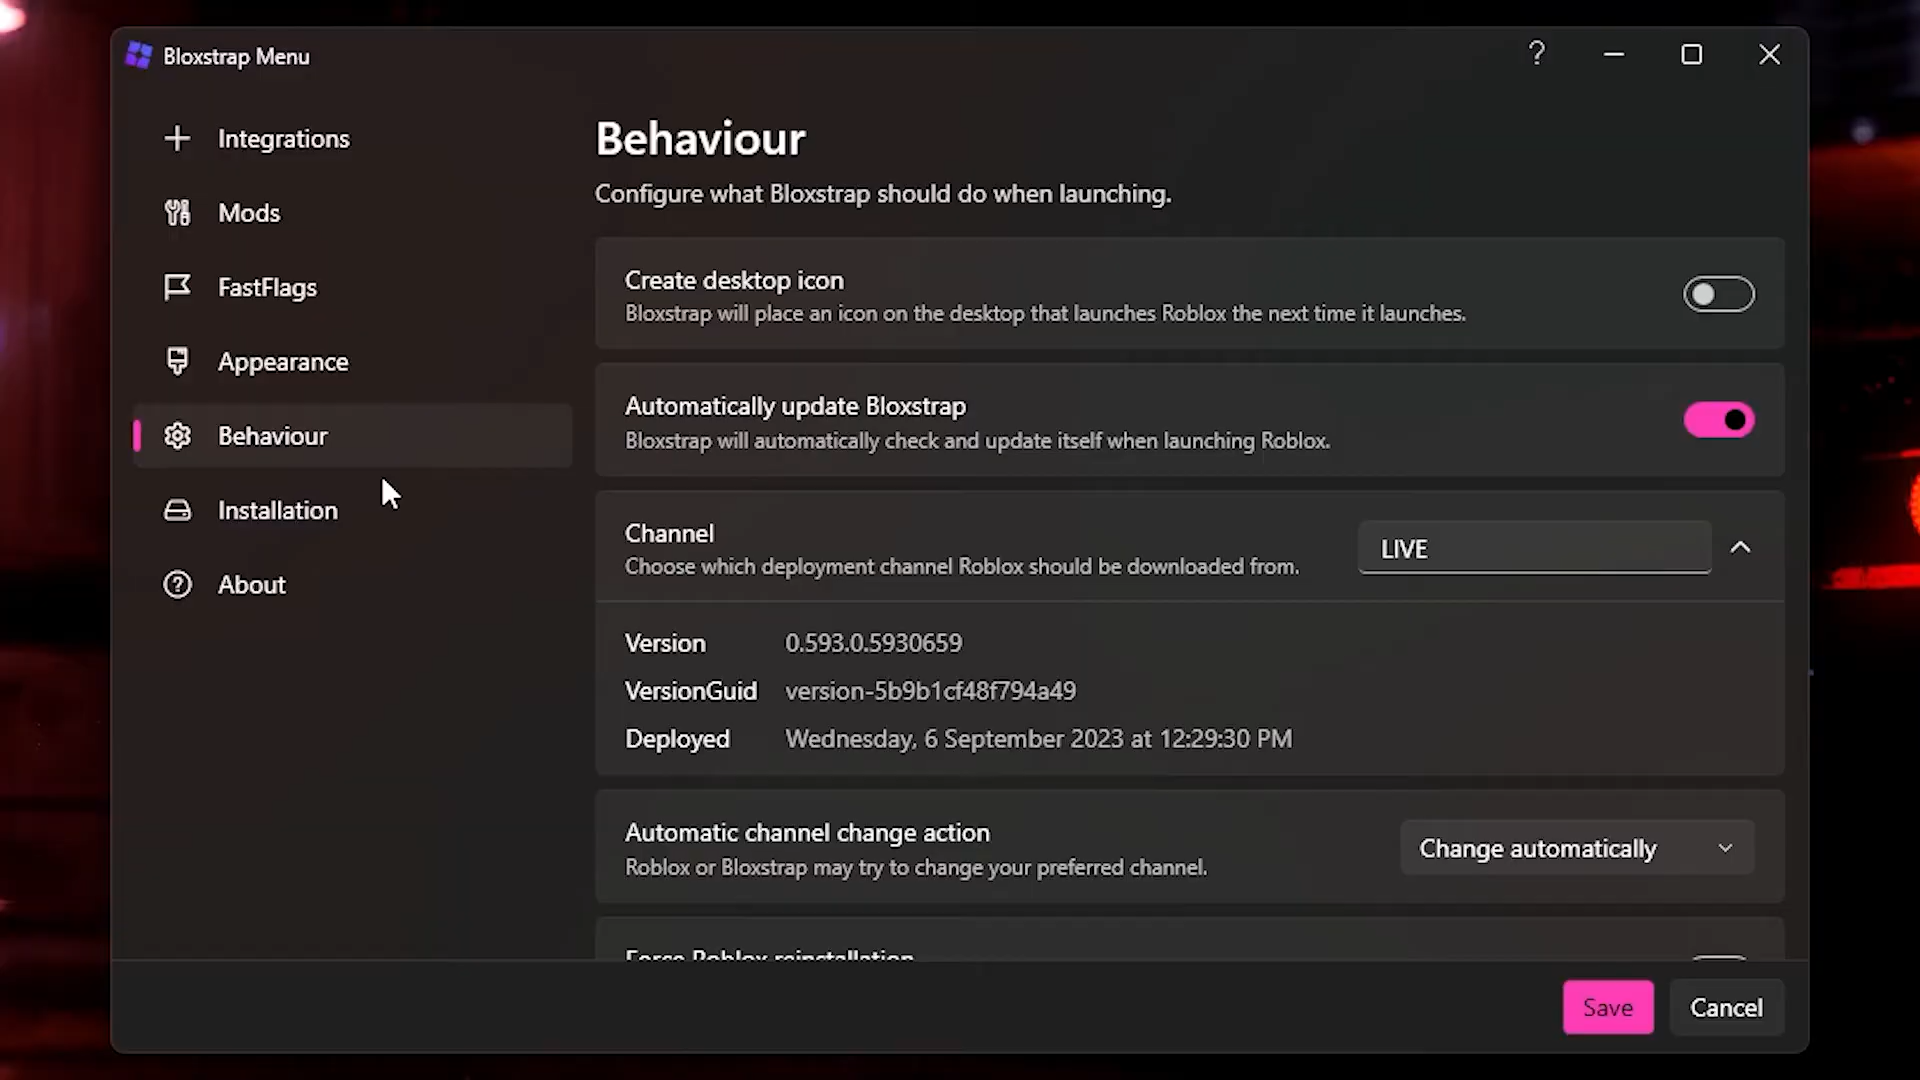 Bloxstrap Menu
Integrations
Mods
FastFlags
Appearance
Behaviour
Installation
About
Behaviour
Configure what Bloxstrap should do when launching.
Create desktop icon
Bloxstrap will place an icon on the desktop that launches Roblox the next time it launches.
Automatically update Bloxstrap
Bloxstrap will automatically check and update itself when launching Roblox.
Channel
Choose which deployment channel Roblox should be downloaded from.
LIVE
Version 0.593.0.5930659
VersionGuid version-5b9b1cf48f794a49
Deployed Wednesday, 6 September 2023 at 12:29:30 PM
Automatic channel change action
Roblox or Bloxstrap may try to change your preferred channel.
Change automatically
Force Roblox reinstallation
Save
Cancel